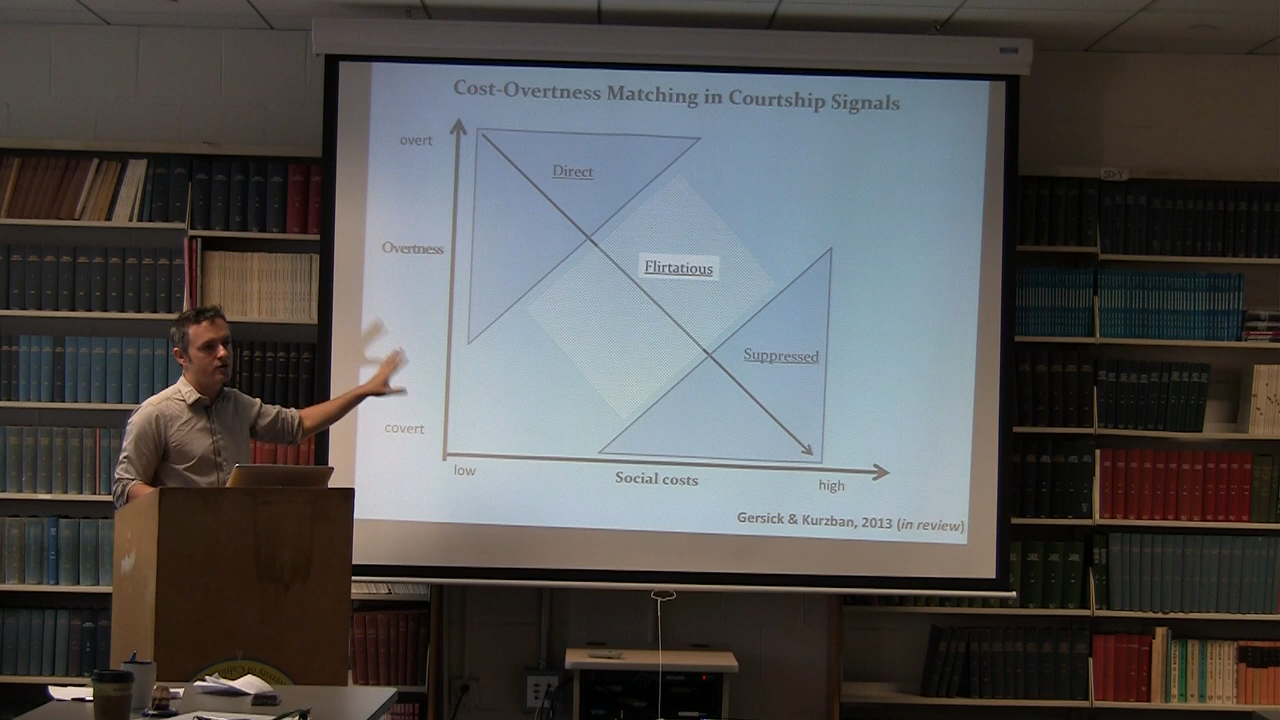 Cost-Overtness Matching in Courtship Signals
overt
Direct
Overtness
Flirtatious
Suppressed
covert
low
Social costs
high
Gersick & Kurzban, 2013 (in review)